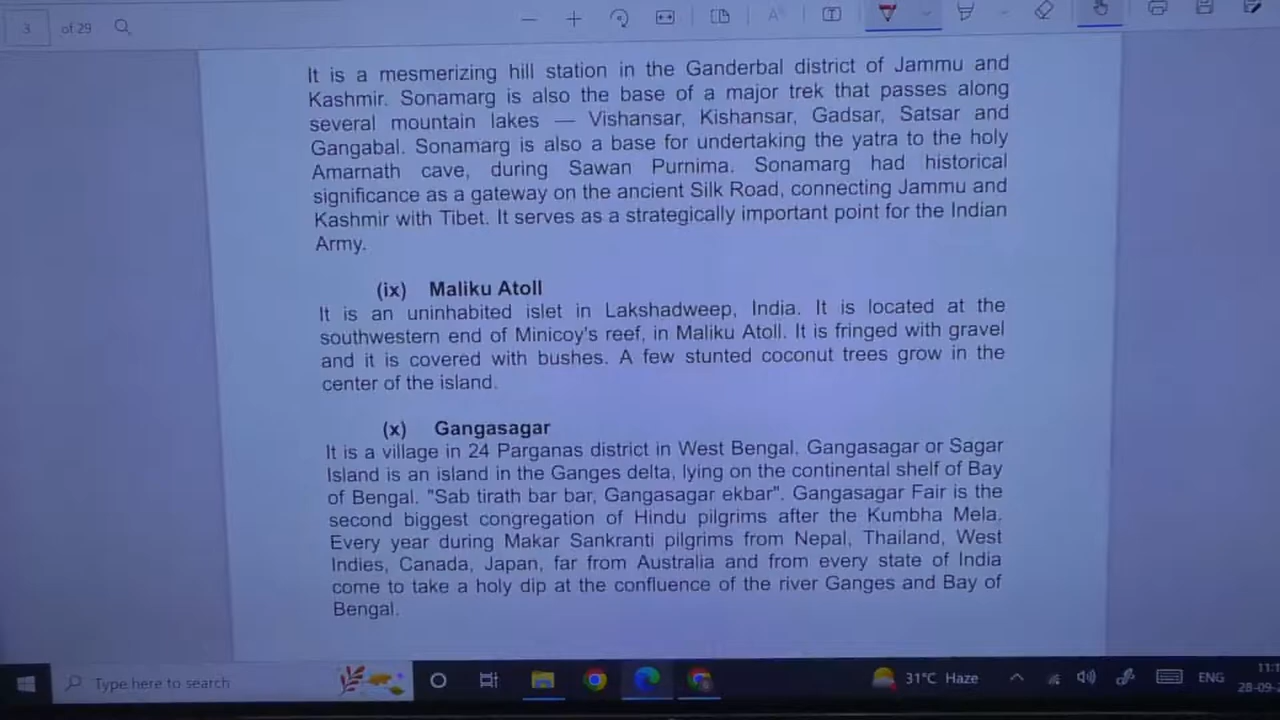 3 of 29
It is a mesmerizing hill station in the Ganderbal district of Jammu and
Kashmir. Sonamarg is also the base of a major trek that passes along
several mountain lakes — Vishansar, Kishansar, Gadsar, Satsar and
Gangabal. Sonamarg is also a base for undertaking the yatra to the holy
Amarnath cave, during Sawan Purnima. Sonamarg had historical
significance as a gateway on the ancient Silk Road, connecting Jammu and
Kashmir with Tibet. It serves as a strategically important point for the Indian
Army.
(ix) Maliku Atoll
It is an uninhabited islet in Lakshadweep, India. It is located at the
southwestern end of Minicoy's reef, in Maliku Atoll. It is fringed with gravel
and it is covered with bushes. A few stunted coconut trees grow in the
center of the island.
(x) Gangasagar
It is a village in 24 Parganas district in West Bengal. Gangasagar or Sagar
Island is an island in the Ganges delta, lying on the continental shelf of Bay
of Bengal. "Sab tirath bar bar, Gangasagar ekbar". Gangasagar Fair is the
second biggest congregation of Hindu pilgrims after the Kumbha Mela.
Every year during Makar Sankranti pilgrims from Nepal, Thailand, West
Indies, Canada, Japan, far from Australia and from every state of India
come to take a holy dip at the confluence of the river Ganges and Bay of
Bengal.
Type here to search
31°C Haze
ENG
11:1
28-09-